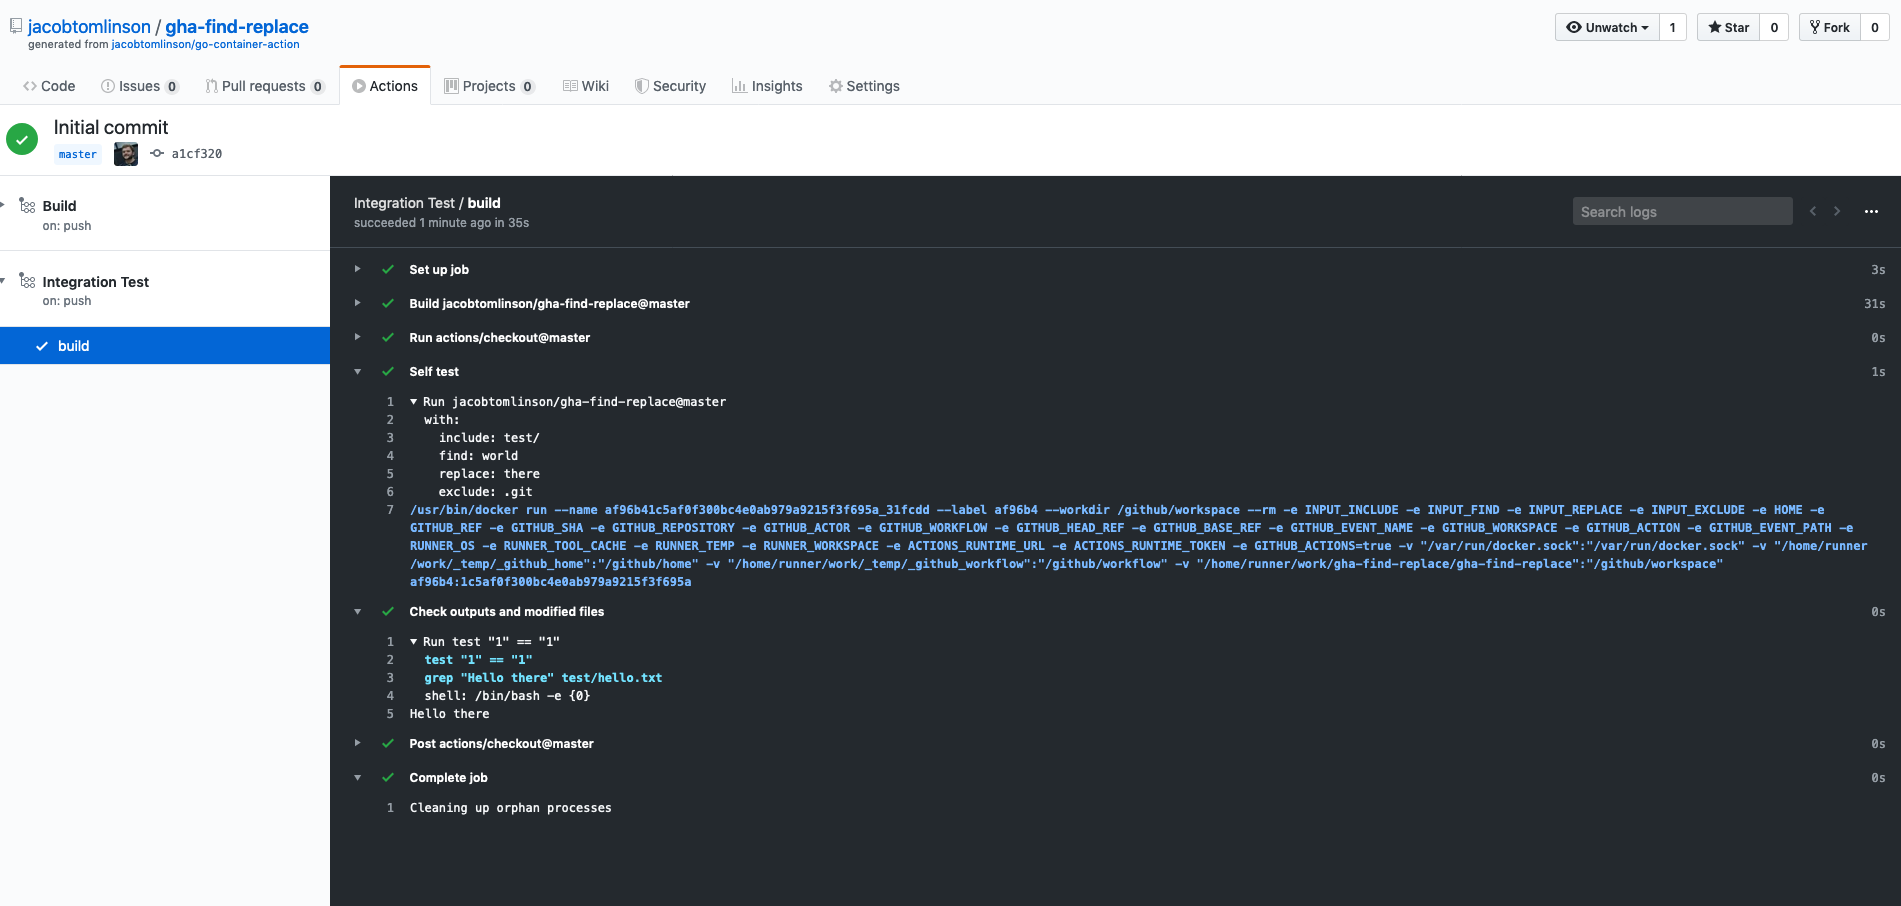 jacobtomlinson / gha-find-replace
generated from jacobtomlinson/go-container-action
Unwatch 1 Star 0 Fork 0
Code Issues 0 Pull requests 0 Actions Projects 0 Wiki Security Insights Settings
Initial commit
master a1cf320
Build
on: push
Integration Test
on: push
build
Integration Test / build
succeeded 1 minute ago in 35s
Search logs
Set up job 3s
Build jacobtomlinson/gha-find-replace@master 31s
Run actions/checkout@master 0s
Self test 1s
1 Run jacobtomlinson/gha-find-replace@master
2 with:
3 include: test/
4 find: world
5 replace: there
6 exclude: .git
7 /usr/bin/docker run --name af96b41c5af0f300bc4e0ab979a9215f3f695a_31fcdd --label af96b4 --workdir /github/workspace --rm -e INPUT_INCLUDE -e INPUT_FIND -e INPUT_REPLACE -e INPUT_EXCLUDE -e HOME -e
GITHUB_REF -e GITHUB_SHA -e GITHUB_REPOSITORY -e GITHUB_ACTOR -e GITHUB_WORKFLOW -e GITHUB_HEAD_REF -e GITHUB_BASE_REF -e GITHUB_EVENT_NAME -e GITHUB_WORKSPACE -e GITHUB_ACTION -e GITHUB_EVENT_PATH -e
RUNNER_OS -e RUNNER_TOOL_CACHE -e RUNNER_TEMP -e RUNNER_WORKSPACE -e ACTIONS_RUNTIME_URL -e ACTIONS_RUNTIME_TOKEN -e GITHUB_ACTIONS=true -v "/var/run/docker.sock":"/var/run/docker.sock" -v "/home/runner
/work/_temp/_github_home":"/github/home" -v "/home/runner/work/_temp/_github_workflow":"/github/workflow" -v "/home/runner/work/gha-find-replace/gha-find-replace":"/github/workspace"
af96b4:1c5af0f300bc4e0ab979a9215f3f695a
Check outputs and modified files 0s
1 Run test "1" == "1"
2 test "1" == "1"
3 grep "Hello there" test/hello.txt
4 shell: /bin/bash -e {0}
5 Hello there
Post actions/checkout@master 0s
Complete job 0s
1 Cleaning up orphan processes